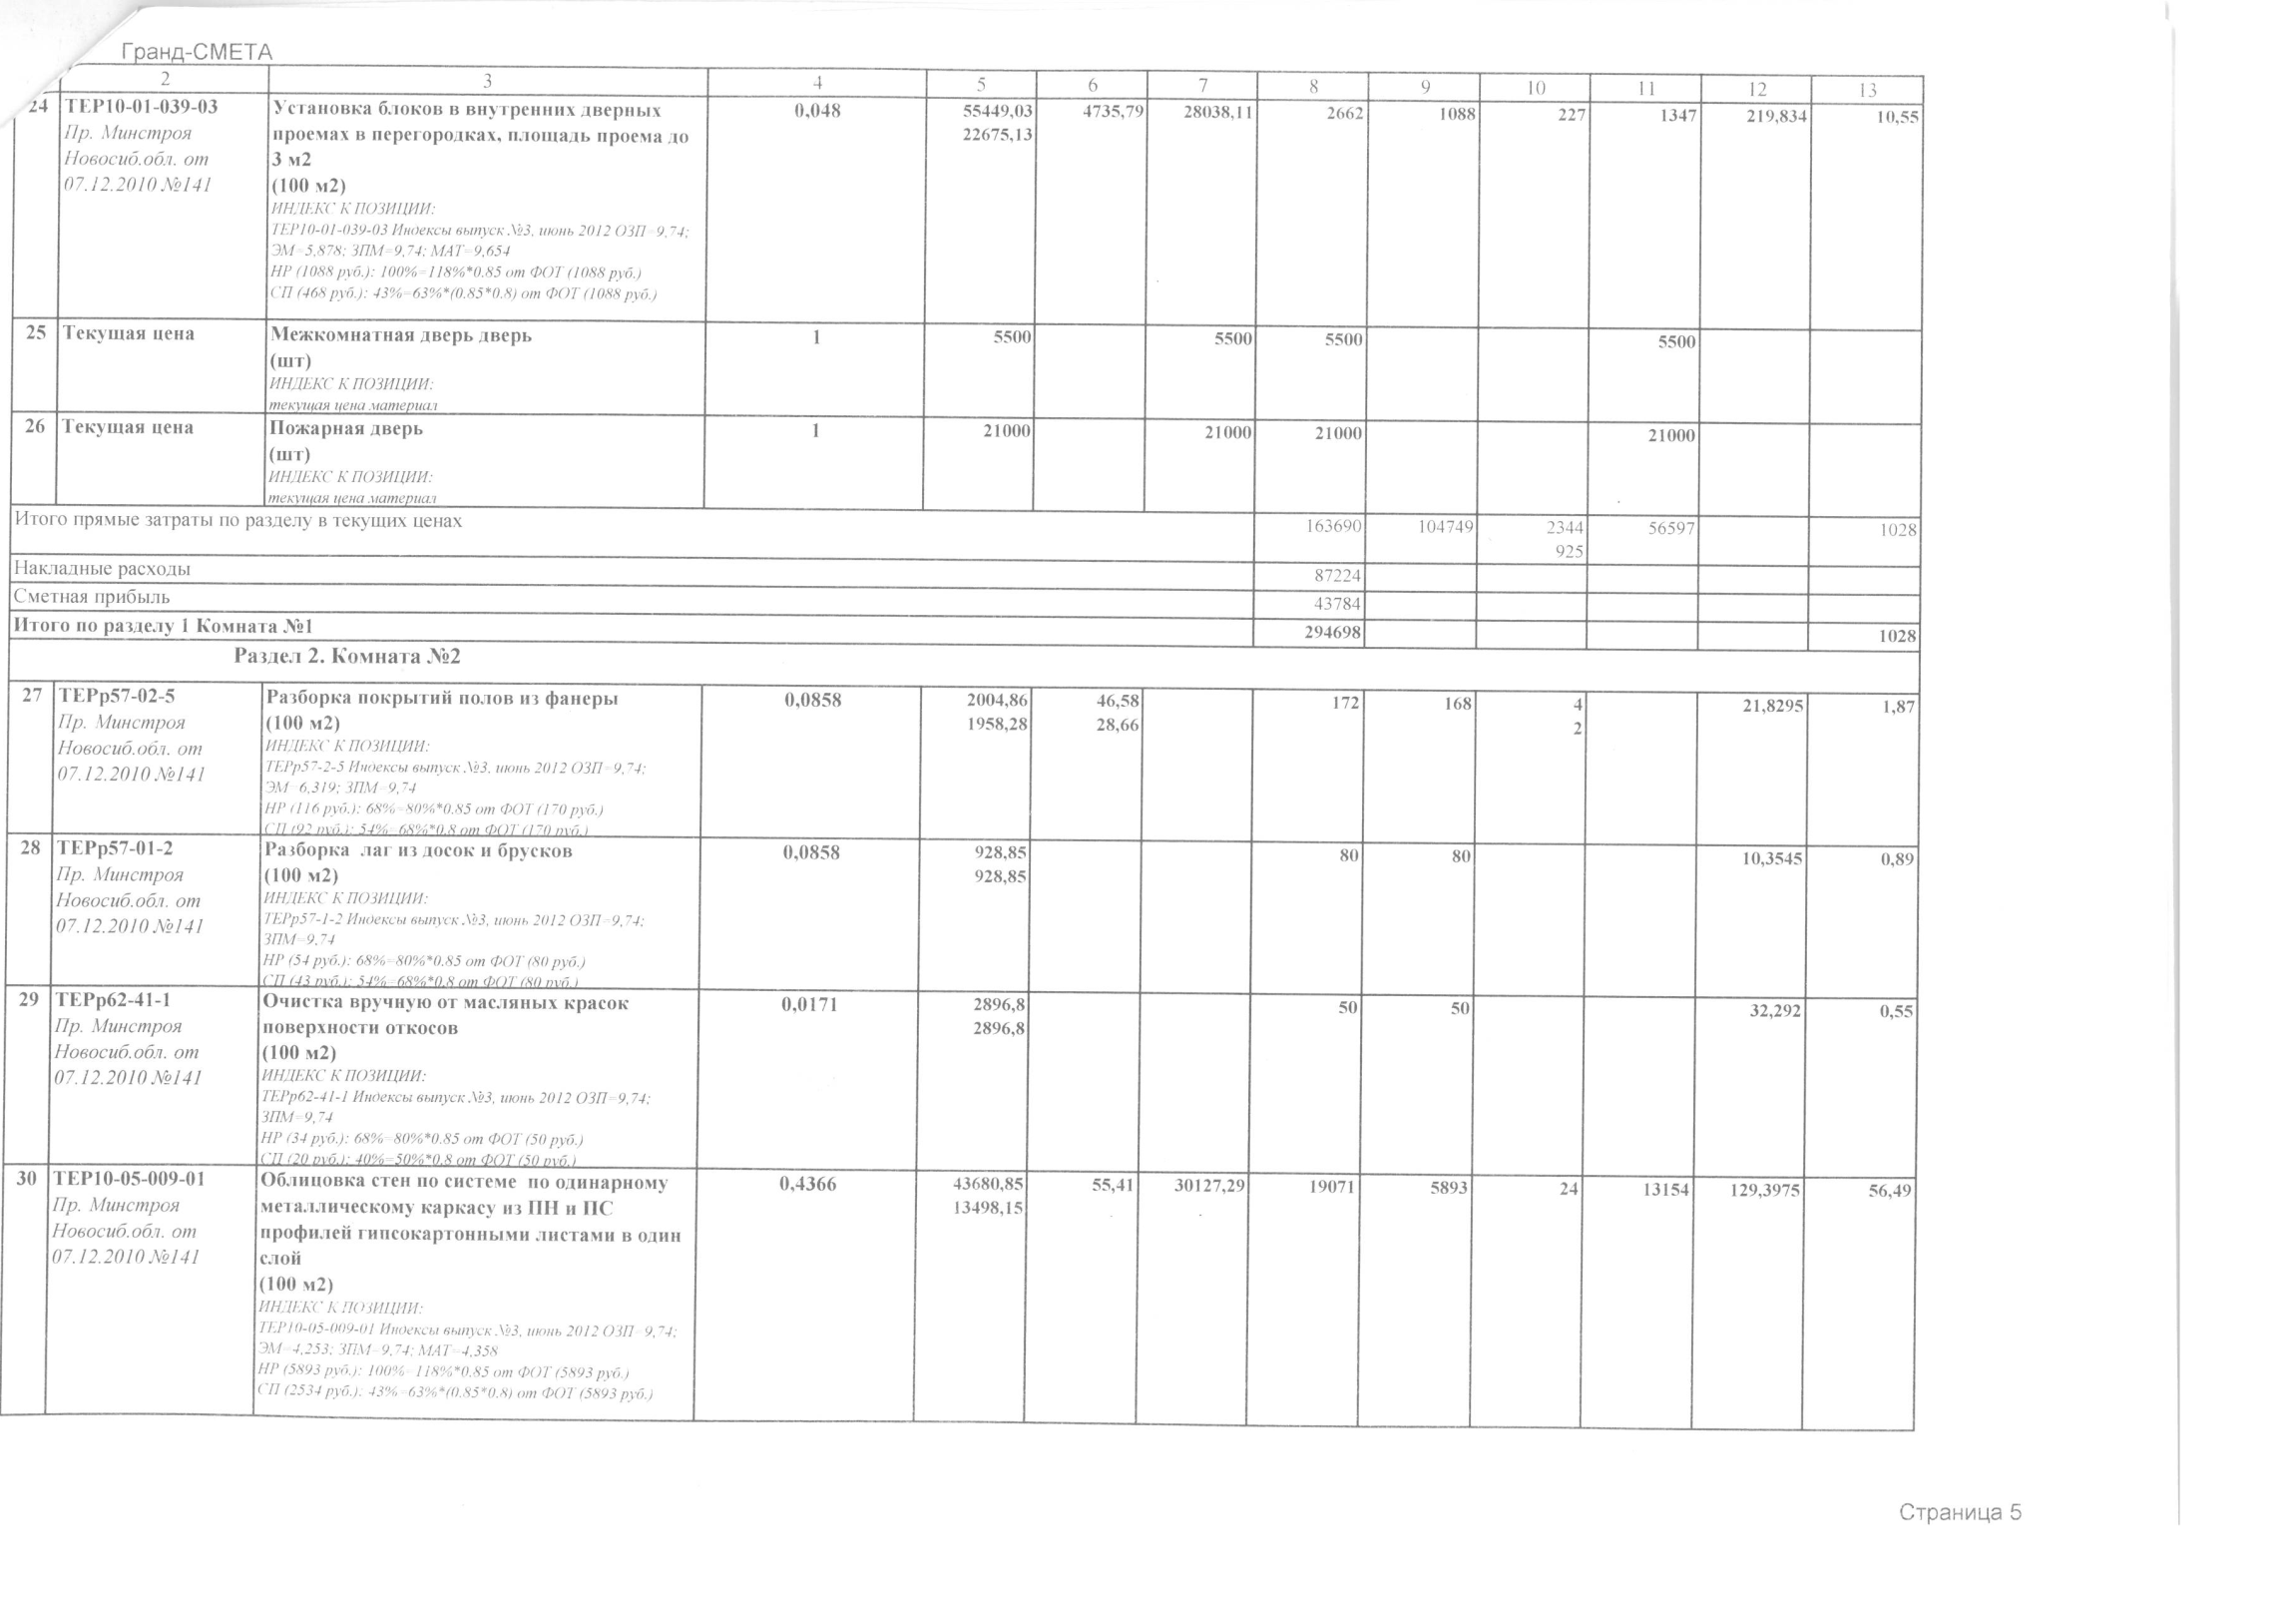 Гранд-СМЕТА
2 3 4 5 6 7 8 9 10 11 12 13
24 ТЕР10-01-039-03 Установка блоков в внутренних дверных 0,048 55449,03 4735,79 28038,11 2662 1088 227 1347 219,834 10,55
Пр. Минстроя проемах в перегородках, площадь проема до 22675,13
Новосиб.обл. от 3 м2
07.12.2010 №141 (100 м2)
ИНДЕКС К ПОЗИЦИИ:
ТЕР10-01-039-03 Индексы выпуск №3, июнь 2012 ОЗП=9,74;
ЭМ=5,878; ЗПМ=9,74; МАТ=9,654
НР (1088 руб.): 100%=118%*0.85 от ФОТ (1088 руб.)
СП (468 руб.): 43%=63%*(0.85*0.8) от ФОТ (1088 руб.)
25 Текущая цена Межкомнатная дверь дверь 1 5500 5500 5500 5500
(шт)
ИНДЕКС К ПОЗИЦИИ:
текущая цена материал
26 Текущая цена Пожарная дверь 1 21000 21000 21000 21000
(шт)
ИНДЕКС К ПОЗИЦИИ:
текущая цена материал
Итого прямые затраты по разделу в текущих ценах 163690 104749 2344 56597 1028
925
Накладные расходы 87224
Сметная прибыль 43784
Итого по разделу 1 Комната №1 294698 1028
Раздел 2. Комната №2
27 ТЕРр57-02-5 Разборка покрытий полов из фанеры 0,0858 2004,86 46,58 172 168 4 21,8295 1,87
Пр. Минстроя (100 м2) 1958,28 28,66 2
Новосиб.обл. от ИНДЕКС К ПОЗИЦИИ:
07.12.2010 №141 ТЕРр57-2-5 Индексы выпуск №3, июнь 2012 ОЗП=9,74;
ЭМ=6,319; ЗПМ=9,74
НР (116 руб.): 68%=80%*0.85 от ФОТ (170 руб.)
СП (92 руб.): 54%=68%*0.8 от ФОТ (170 руб.)
28 ТЕРр57-01-2 Разборка лаг из досок и брусков 0,0858 928,85 80 80 10,3545 0,89
Пр. Минстроя (100 м2) 928,85
Новосиб.обл. от ИНДЕКС К ПОЗИЦИИ:
07.12.2010 №141 ТЕРр57-1-2 Индексы выпуск №3, июнь 2012 ОЗП=9,74;
ЗПМ=9,74
НР (54 руб.): 68%=80%*0.85 от ФОТ (80 руб.)
СП (43 руб.): 54%=68%*0.8 от ФОТ (80 руб.)
29 ТЕРр62-41-1 Очистка вручную от масляных красок 0,0171 2896,8 50 50 32,292 0,55
Пр. Минстроя поверхности откосов 2896,8
Новосиб.обл. от (100 м2)
07.12.2010 №141 ИНДЕКС К ПОЗИЦИИ:
ТЕРр62-41-1 Индексы выпуск №3, июнь 2012 ОЗП=9,74;
ЗПМ=9,74
НР (34 руб.): 68%=80%*0.85 от ФОТ (50 руб.)
СП (20 руб.): 40%=50%*0.8 от ФОТ (50 руб.)
30 ТЕР10-05-009-01 Облицовка стен по системе по одинарному 0,4366 43680,85 55,41 30127,29 19071 5893 24 13154 129,3975 56,49
Пр. Минстроя металлическому каркасу из ПН и ПС 13498,15
Новосиб.обл. от профилей гипсокартонными листами в один
07.12.2010 №141 слой
(100 м2)
ИНДЕКС К ПОЗИЦИИ:
ТЕР10-05-009-01 Индексы выпуск №3, июнь 2012 ОЗП=9,74;
ЭМ=4,253; ЗПМ=9,74; МАТ=4,358
НР (5893 руб.): 100%=118%*0.85 от ФОТ (5893 руб.)
СП (2534 руб.): 43%=63%*(0.85*0.8) от ФОТ (5893 руб.)
Страница 5